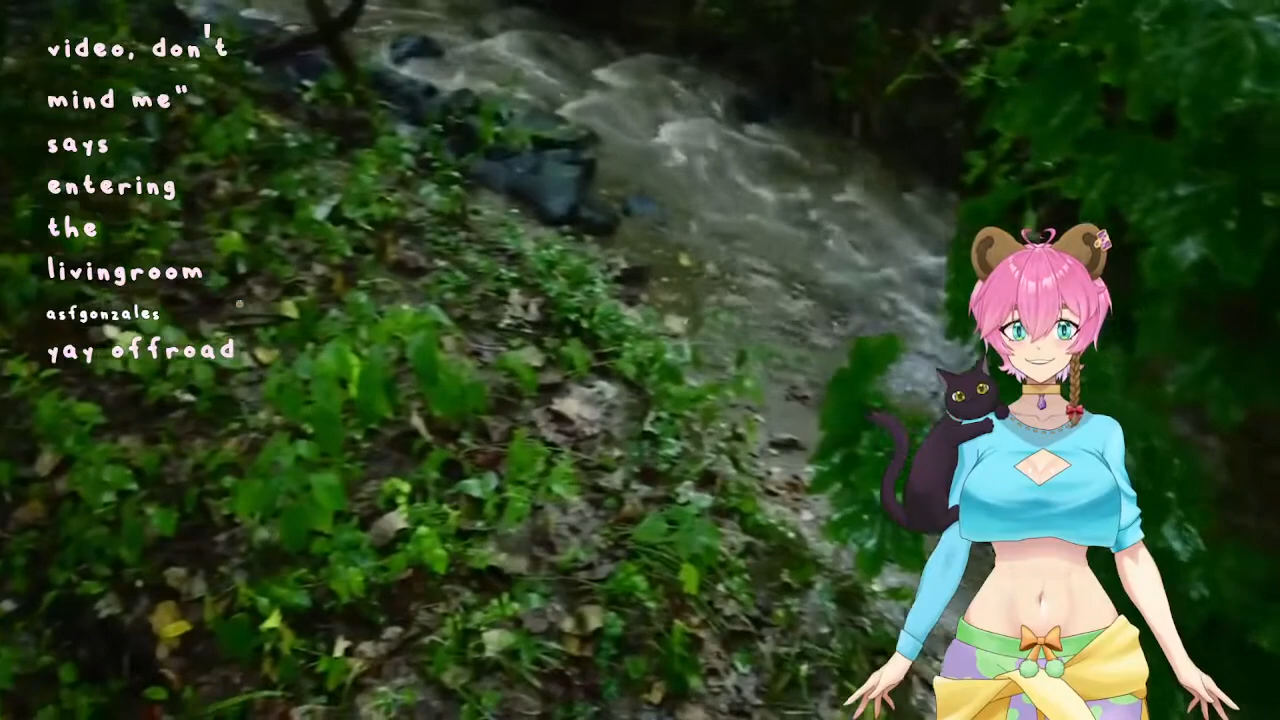 video, don't
mind me"
says
entering
the
livingroom
asfgonzales
yay offroad